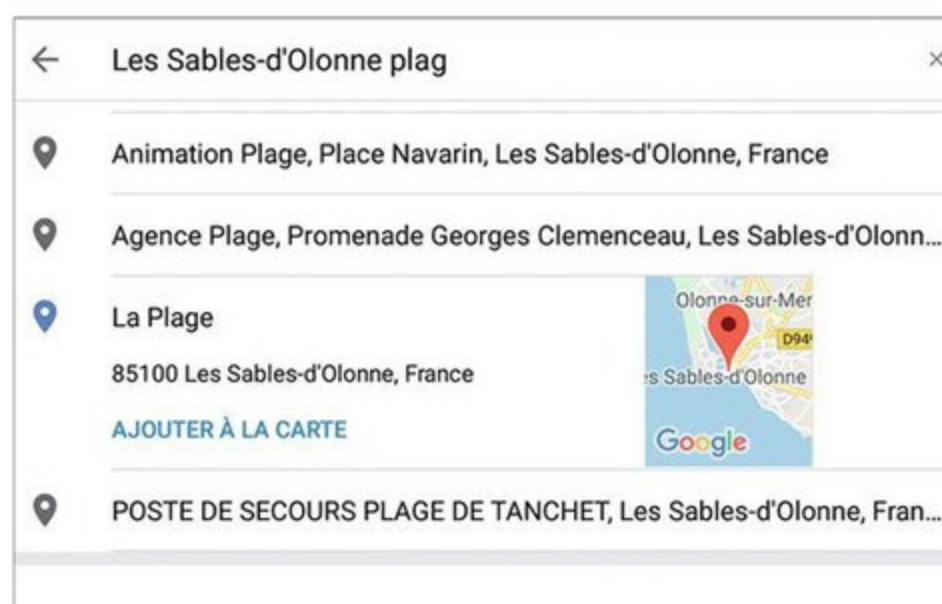 Les Sables-d'Olonne plag
Animation Plage, Place Navarin, Les Sables-d'Olonne, France
Agence Plage, Promenade Georges Clemenceau, Les Sables-d'Olonn...
La Plage
85100 Les Sables-d'Olonne, France
AJOUTER À LA CARTE
Olonne-sur-Mer
D949
es Sables-d'Olonne
Google
POSTE DE SECOURS PLAGE DE TANCHET, Les Sables-d'Olonne, Fran...